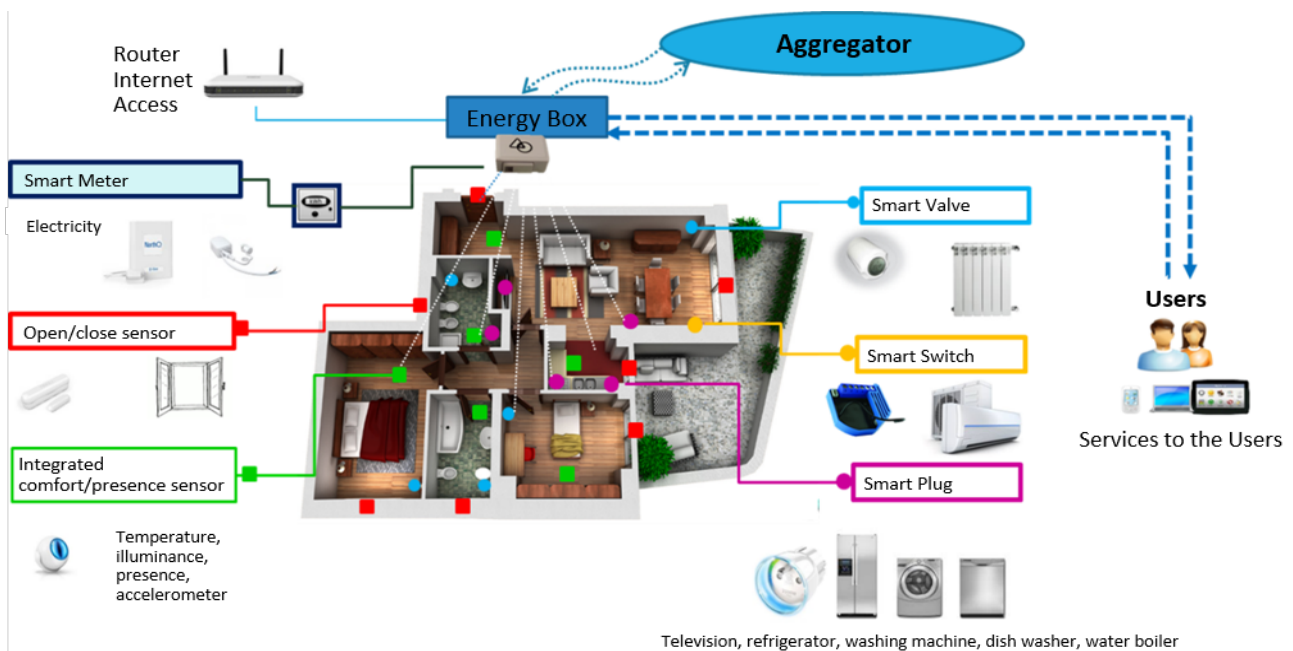 Aggregator
Router
Internet
Access
Energy Box
Smart Meter
Electricity
Smart Valve
Open/close sensor
Users
Smart Switch
Services to the Users
Integrated
comfort/presence sensor
Smart Plug
Temperature,
illuminance,
presence,
accelerometer
Television, refrigerator, washing machine, dish washer, water boiler